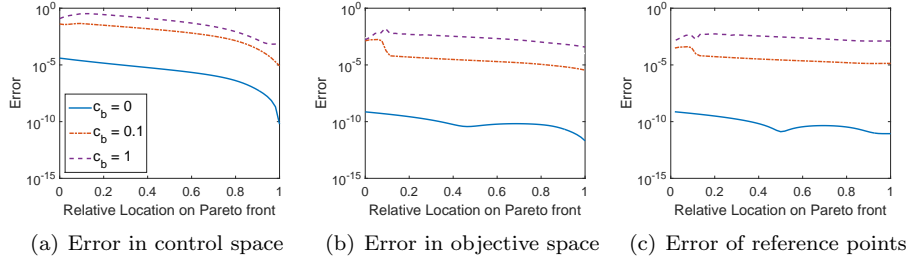 10^0
10^-5
10^-10
10^-15
Error
c_b = 0
c_b = 0.1
c_b = 1
0 0.2 0.4 0.6 0.8 1
Relative Location on Pareto front
(a) Error in control space
10^0
10^-5
10^-10
10^-15
Error
0 0.2 0.4 0.6 0.8 1
Relative Location on Pareto front
(b) Error in objective space
10^0
10^-5
10^-10
10^-15
Error
0 0.2 0.4 0.6 0.8 1
Relative Location on Pareto front
(c) Error of reference points